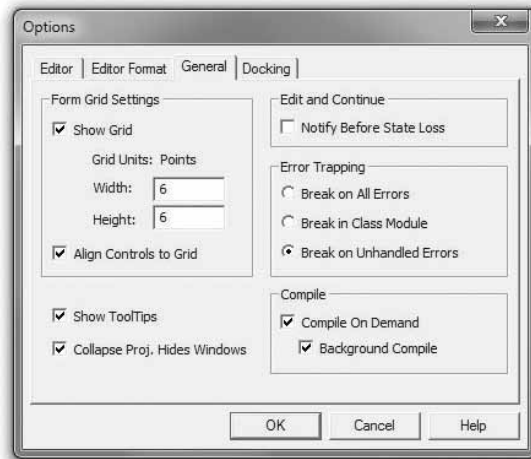 Options
X
Editor Editor Format General Docking
Form Grid Settings
Show Grid
Grid Units: Points
Width: 6
Height: 6
Align Controls to Grid
Show ToolTips
Collapse Proj. Hides Windows
Edit and Continue
Notify Before State Loss
Error Trapping
Break on All Errors
Break in Class Module
Break on Unhandled Errors
Compile
Compile On Demand
Background Compile
OK Cancel Help